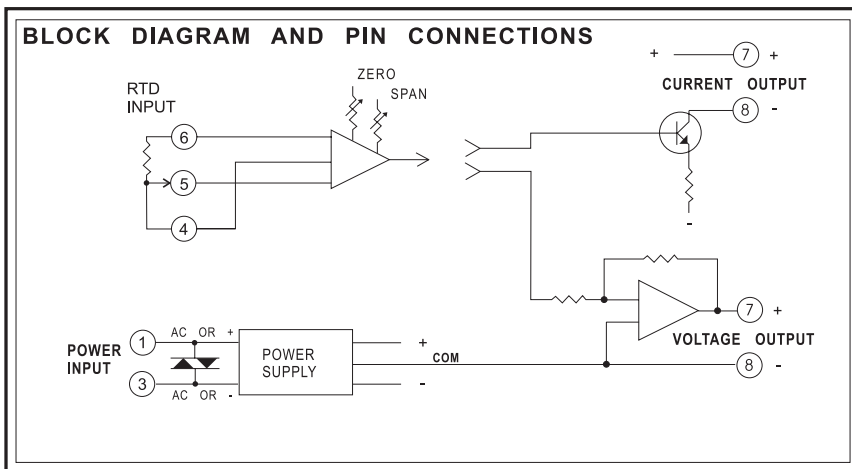 BLOCK DIAGRAM AND PIN CONNECTIONS
+ 7 +
ZERO
CURRENT OUTPUT
RTD
INPUT
SPAN
8 -
6
5
4
-
7 +
VOLTAGE OUTPUT
8 -
POWER
INPUT
1 AC OR +
3 AC OR -
POWER
SUPPLY
+
COM
-